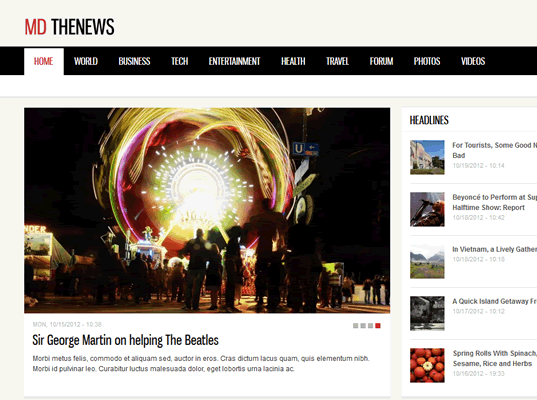 MD THENEWS
HOME WORLD BUSINESS TECH ENTERTAINMENT HEALTH TRAVEL FORUM PHOTOS VIDEOS
U
MON, 10/15/2012 - 10:38
Sir George Martin on helping The Beatles
Morbi metus felis, commodo et aliquam sed, auctor in eros. Cras dictum lacus quam, quis elementum nibh.
Morbi id pulvinar leo. Curabitur luctus malesuada dolor, eget lobortis urna lacinia ac.
HEADLINES
For Tourists, Some Good N
Bad
10/19/2012 - 10:14
Beyoncé to Perform at Sup
Halftime Show: Report
10/18/2012 - 10:42
In Vietnam, a Lively Gather
10/18/2012 - 10:16
A Quick Island Getaway Fr
10/17/2012 - 10:12
Spring Rolls With Spinach,
Sesame, Rice and Herbs
10/16/2012 - 19:33